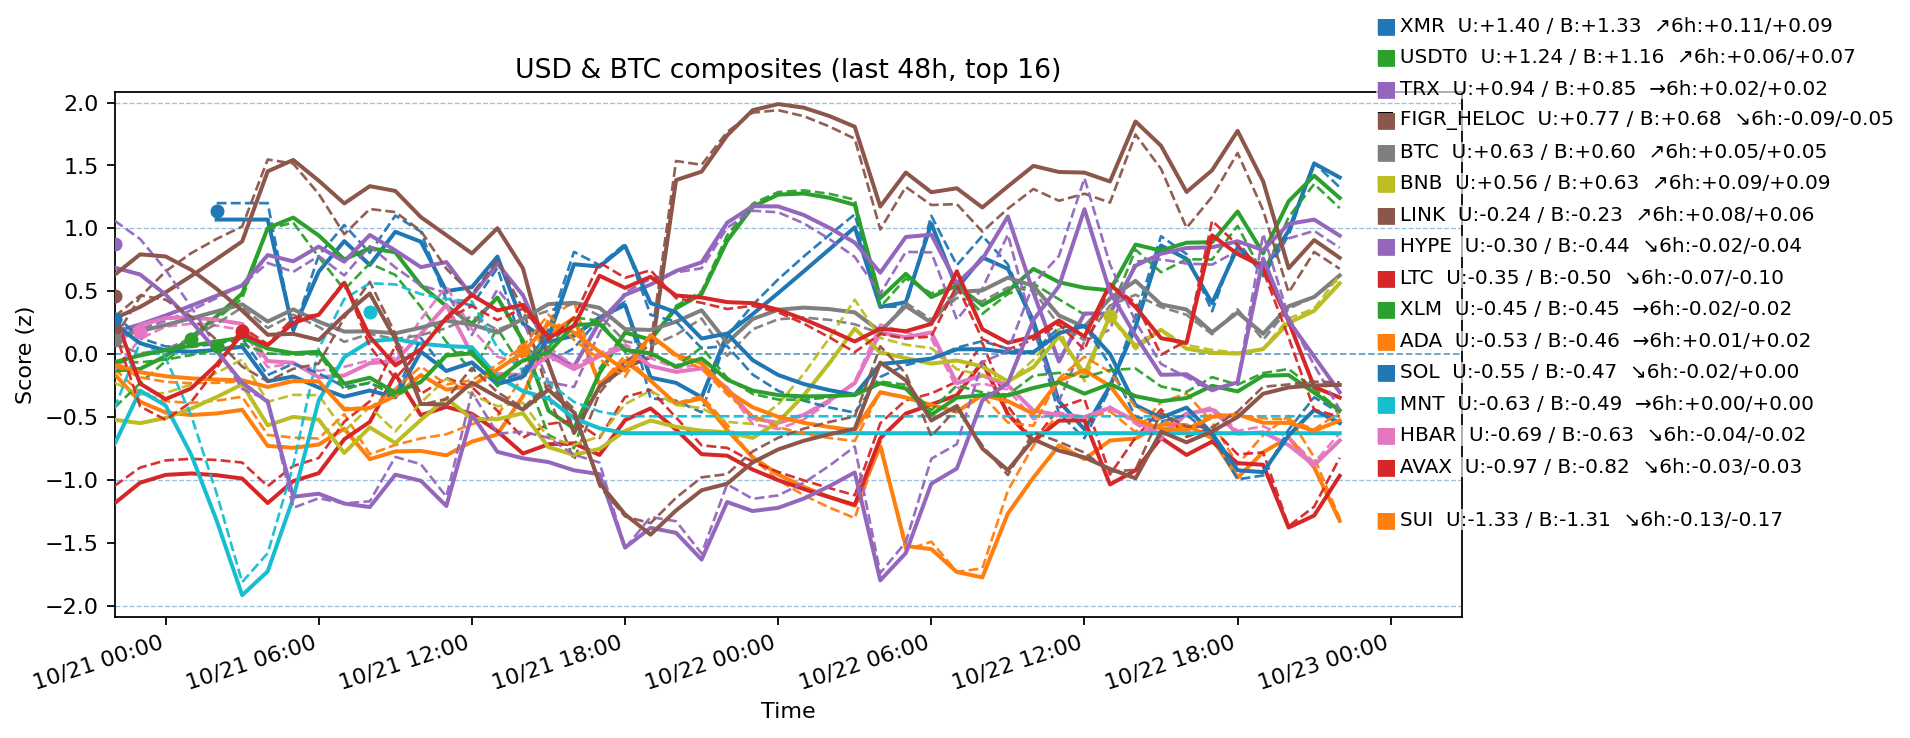 XMR  U:+1.40 / B:+1.33  ↗6h:+0.11/+0.09
USDT0  U:+1.24 / B:+1.16  ↗6h:+0.06/+0.07
USD & BTC composites (last 48h, top 16)
TRX  U:+0.94 / B:+0.85  →6h:+0.02/+0.02
FIGR_HELOC  U:+0.77 / B:+0.68  ↘6h:-0.09/-0.05
BTC  U:+0.63 / B:+0.60  ↗6h:+0.05/+0.05
BNB  U:+0.56 / B:+0.63  ↗6h:+0.09/+0.09
LINK  U:-0.24 / B:-0.23  ↗6h:+0.08/+0.06
HYPE  U:-0.30 / B:-0.44  ↘6h:-0.02/-0.04
LTC  U:-0.35 / B:-0.50  ↘6h:-0.07/-0.10
XLM  U:-0.45 / B:-0.45  →6h:-0.02/-0.02
ADA  U:-0.53 / B:-0.46  →6h:+0.01/+0.02
SOL  U:-0.55 / B:-0.47  ↘6h:-0.02/+0.00
MNT  U:-0.63 / B:-0.49  →6h:+0.00/+0.00
HBAR  U:-0.69 / B:-0.63  ↘6h:-0.04/-0.02
AVAX  U:-0.97 / B:-0.82  ↘6h:-0.03/-0.03
SUI  U:-1.33 / B:-1.31  ↘6h:-0.13/-0.17
Score (z)
2.0
1.5
1.0
0.5
0.0
−0.5
−1.0
−1.5
−2.0
10/21 00:00
10/21 06:00
10/21 12:00
10/21 18:00
10/22 00:00
10/22 06:00
10/22 12:00
10/22 18:00
10/23 00:00
Time